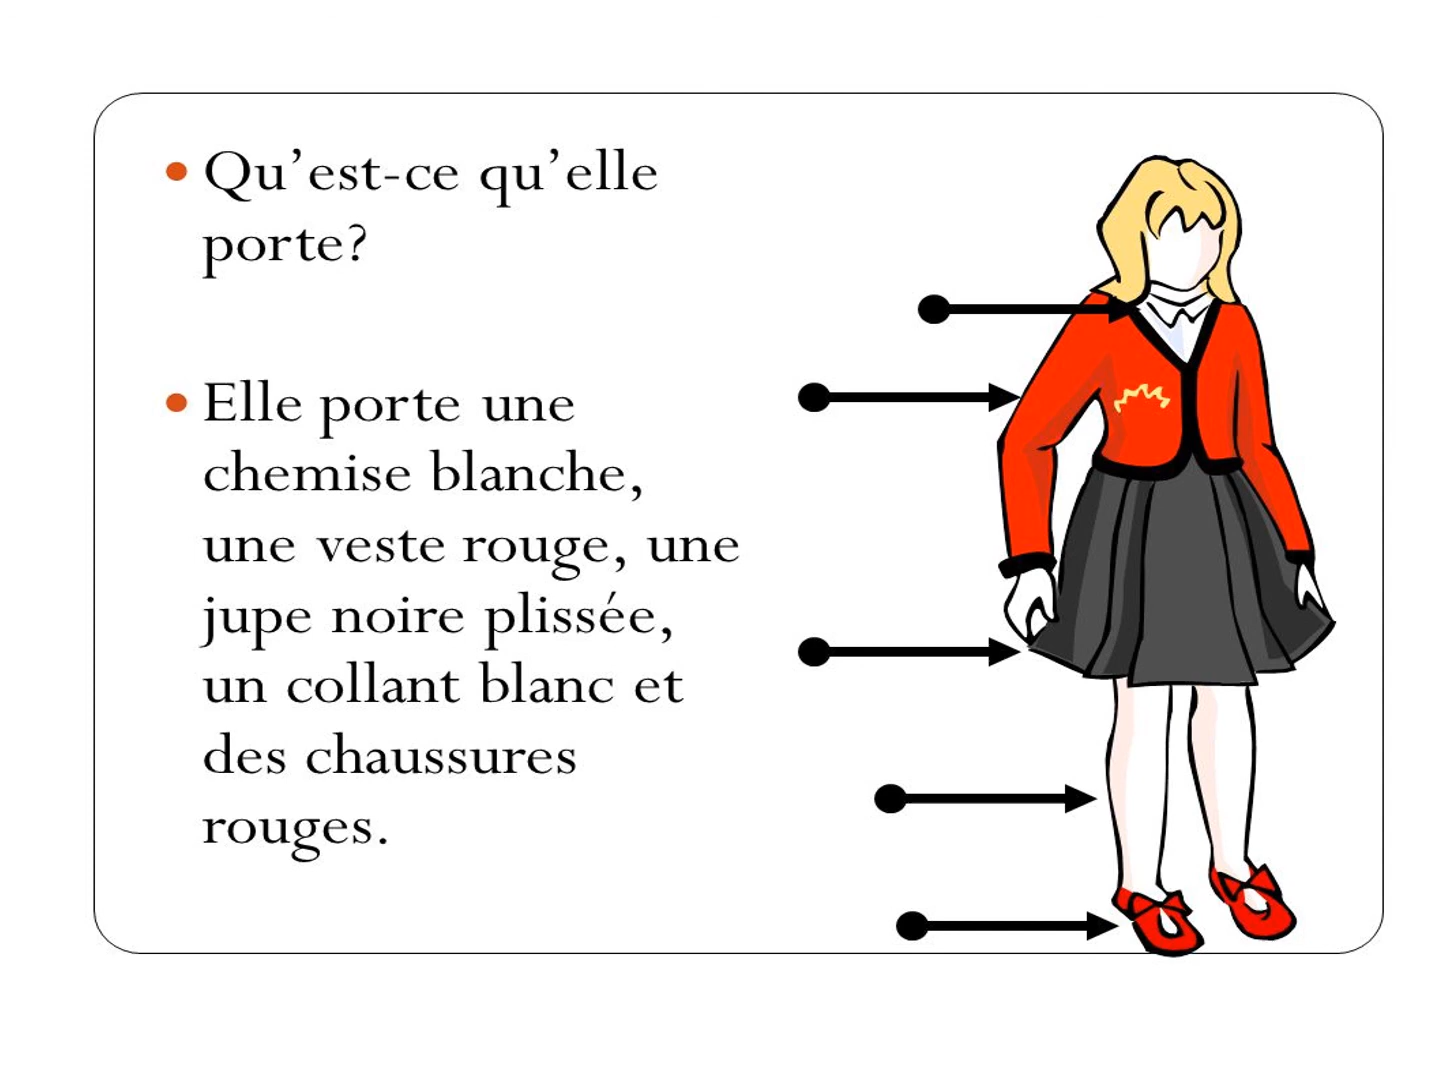 Qu’est-ce qu’elle
porte?
Elle porte une
chemise blanche,
une veste rouge, une
jupe noire plissée,
un collant blanc et
des chaussures
rouges.